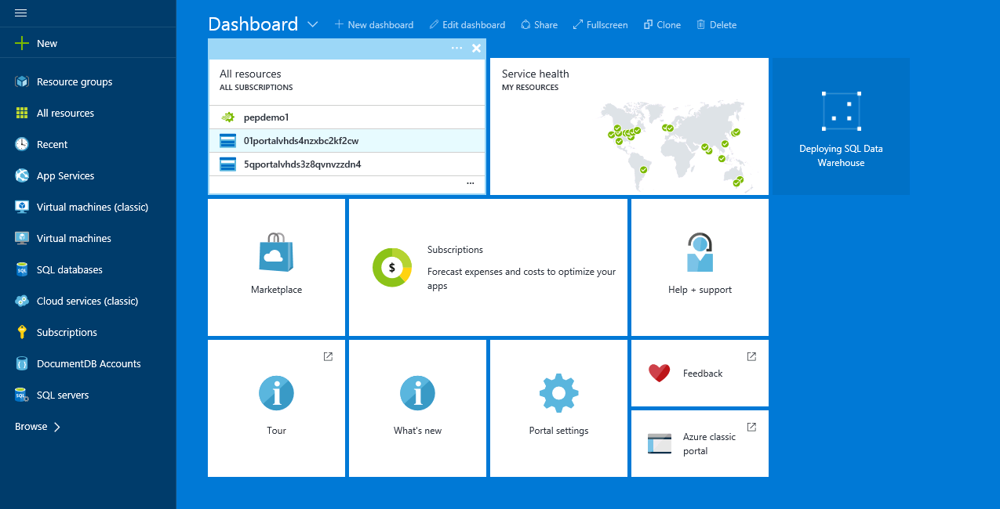 Dashboard
New dashboard
Edit dashboard
Share
Fullscreen
Clone
Delete
New
Resource groups
All resources
Recent
App Services
Virtual machines (classic)
Virtual machines
SQL databases
Cloud services (classic)
Subscriptions
DocumentDB Accounts
SQL servers
Browse
All resources
ALL SUBSCRIPTIONS
pepdemo1
01portalvhds4nzxbc2kf2cw
5qportalvhds3z8qvnvzzdn4
...
Service health
MY RESOURCES
Deploying SQL Data
Warehouse
Marketplace
$
Subscriptions
Forecast expenses and costs to optimize your
apps
Help + support
Tour
What's new
Portal settings
Feedback
Azure classic
portal